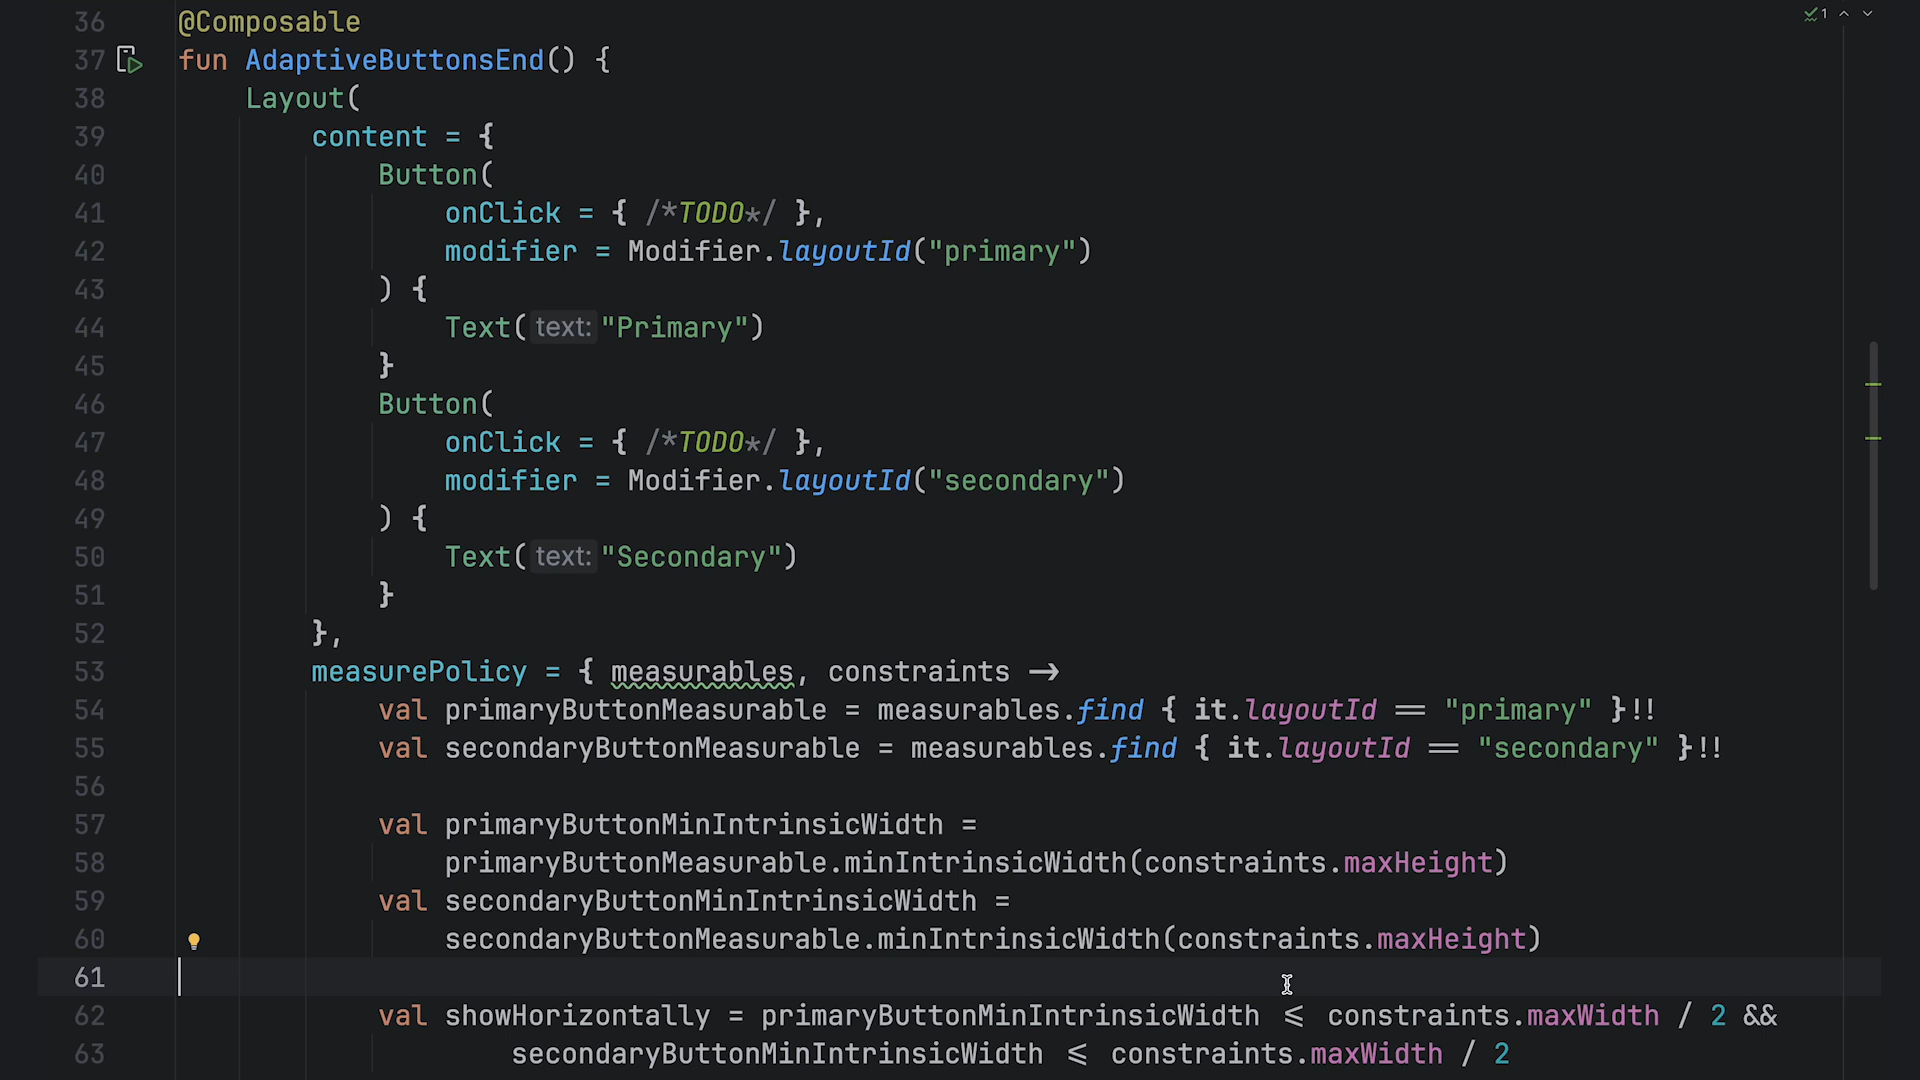 36 @Composable
37 fun AdaptiveButtonsEnd() {
38 Layout(
39 content = {
40 Button(
41 onClick = { /*TODO*/ },
42 modifier = Modifier.layoutId("primary")
43 ) {
44 Text( text: "Primary")
45 }
46 Button(
47 onClick = { /*TODO*/ },
48 modifier = Modifier.layoutId("secondary")
49 ) {
50 Text( text: "Secondary")
51 }
52 },
53 measurePolicy = { measurables, constraints ->
54 val primaryButtonMeasurable = measurables.find { it.layoutId == "primary" }!!
55 val secondaryButtonMeasurable = measurables.find { it.layoutId == "secondary" }!!
56
57 val primaryButtonMinIntrinsicWidth =
58 primaryButtonMeasurable.minIntrinsicWidth(constraints.maxHeight)
59 val secondaryButtonMinIntrinsicWidth =
60 secondaryButtonMeasurable.minIntrinsicWidth(constraints.maxHeight)
61
62 val showHorizontally = primaryButtonMinIntrinsicWidth <= constraints.maxWidth / 2 &&
63 secondaryButtonMinIntrinsicWidth <= constraints.maxWidth / 2
1